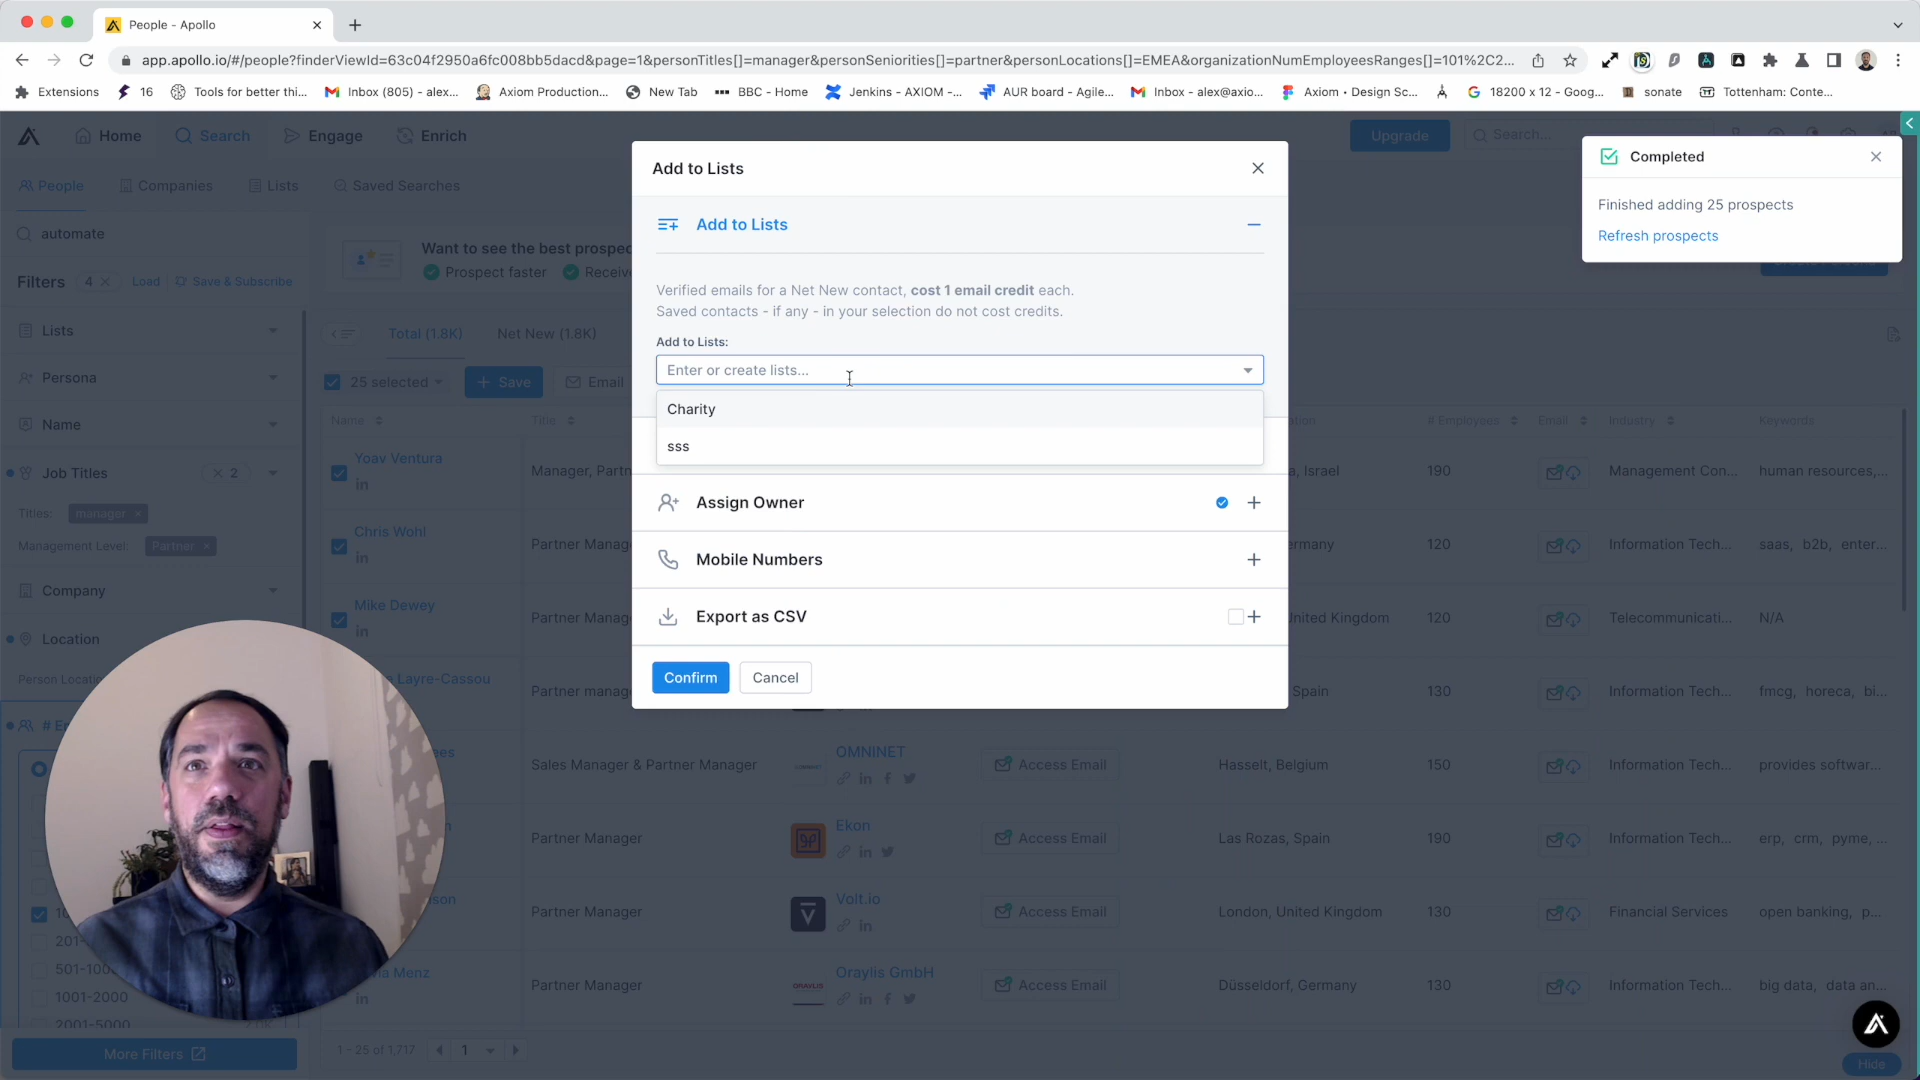 People - Apollo
app.apollo.io/#/people?finderViewId=63c04f2950a6fc008bb5dacd&page=1&personTitles[]=manager&personSeniorities[]=partner&personLocations[]=EMEA&organizationNumEmployeesRanges[]=101%2C2...
Extensions
16
Tools for better thi...
Inbox (805) - alex...
Axiom Production...
New Tab
BBC - Home
Jenkins - AXIOM -...
AUR board - Agile...
Inbox - alex@axio...
Axiom • Design Sc...
18200 x 12 - Goog...
sonate
Tottenham: Conte...
Home
Search
Engage
Enrich
Upgrade
Search...
People
Companies
Lists
Saved Searches
automate
Filters
4
Load
Save & Subscribe
Lists
Persona
Name
Job Titles
2
Titles:
manager
Management Level:
Partner
Company
Location
201-
501-100
1001-2000
2001-5000
More Filters
Want to see the best prospec
Prospect faster
Receiv
Total (1.8K)
Net New (1.8K)
25 selected
Save
Email
Name
Title
# Employees
Email
Industry
Keywords
Yoav Ventura
Manager, Partn
a, Israel
190
Management Con...
human resources,...
Chris Wohl
Partner Manag
ermany
120
Information Tech...
saas, b2b, enter...
Mike Dewey
Partner Manag
United Kingdom
120
Telecommunicati...
N/A
Layre-Cassou
Partner manag
Spain
130
Information Tech...
fmcg, horeca, bi...
ees
Sales Manager & Partner Manager
OMNINET
Access Email
Hasselt, Belgium
150
Information Tech...
provides softwar...
Partner Manager
Ekon
Access Email
Las Rozas, Spain
190
Information Tech...
erp, crm, pyme, ...
son
Partner Manager
Volt.io
Access Email
London, United Kingdom
130
Financial Services
open banking, p...
Menz
Partner Manager
Oraylis GmbH
Access Email
Düsseldorf, Germany
130
Information Tech...
big data, data an...
1 - 25 of 1,717
1
Add to Lists
Add to Lists
Verified emails for a Net New contact, cost 1 email credit each.
Saved contacts - if any - in your selection do not cost credits.
Add to Lists:
Enter or create lists...
Charity
sss
Assign Owner
Mobile Numbers
Export as CSV
Confirm
Cancel
Completed
Finished adding 25 prospects
Refresh prospects
Hide